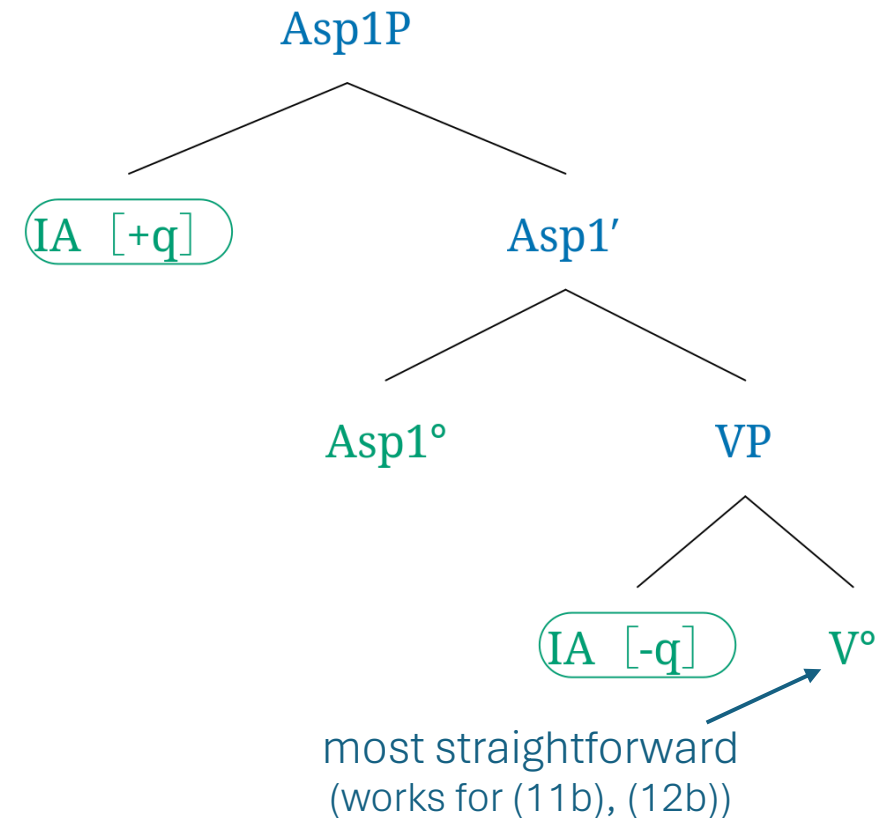 Asp1P
IA [+q]
Asp1′
Asp1°
VP
IA [-q]
V°
most straightforward
(works for (11b), (12b))